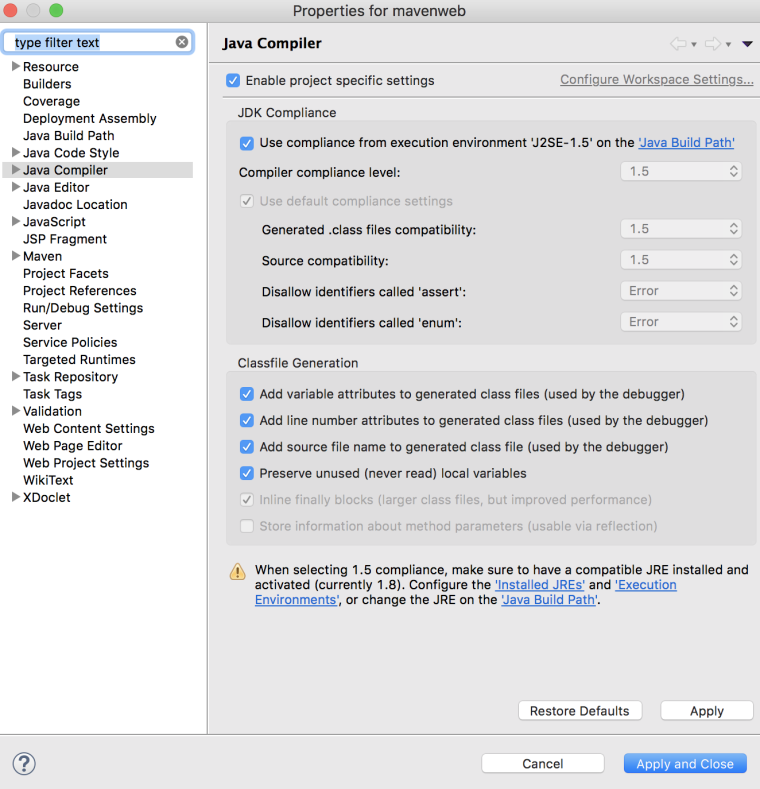 Properties for mavenweb
type filter text
Resource
Builders
Coverage
Deployment Assembly
Java Build Path
Java Code Style
Java Compiler
Java Editor
Javadoc Location
JavaScript
JSP Fragment
Maven
Project Facets
Project References
Run/Debug Settings
Server
Service Policies
Targeted Runtimes
Task Repository
Task Tags
Validation
Web Content Settings
Web Page Editor
Web Project Settings
WikiText
XDoclet
Java Compiler
Enable project specific settings
Configure Workspace Settings...
JDK Compliance
Use compliance from execution environment 'J2SE-1.5' on the 'Java Build Path'
Compiler compliance level: 1.5
Use default compliance settings
Generated .class files compatibility: 1.5
Source compatibility: 1.5
Disallow identifiers called 'assert': Error
Disallow identifiers called 'enum': Error
Classfile Generation
Add variable attributes to generated class files (used by the debugger)
Add line number attributes to generated class files (used by the debugger)
Add source file name to generated class file (used by the debugger)
Preserve unused (never read) local variables
Inline finally blocks (larger class files, but improved performance)
Store information about method parameters (usable via reflection)
When selecting 1.5 compliance, make sure to have a compatible JRE installed and
activated (currently 1.8). Configure the 'Installed JREs' and 'Execution
Environments', or change the JRE on the 'Java Build Path'.
Restore Defaults
Apply
?
Cancel
Apply and Close